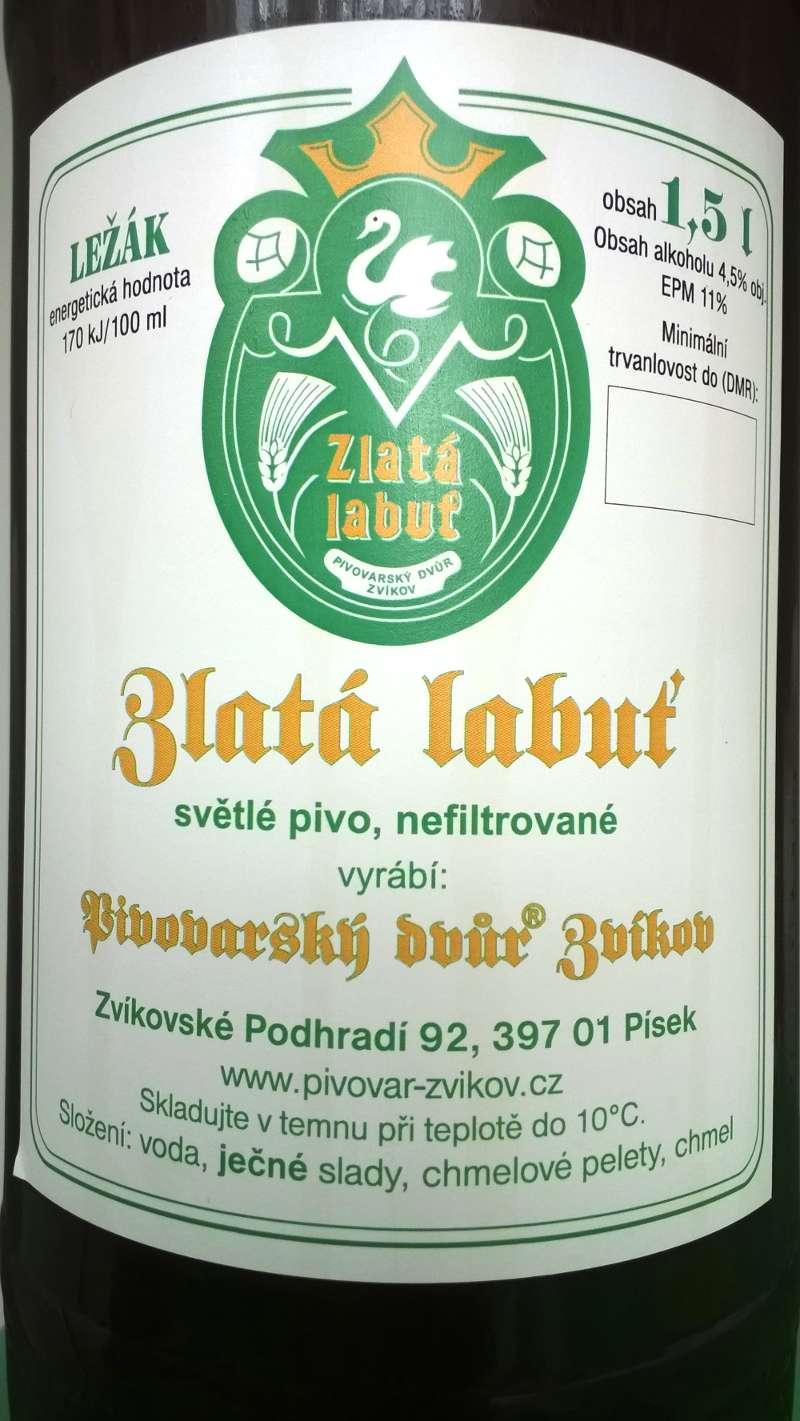 LEŽÁK
energetická hodnota
170 kJ/100 ml
obsah 1,5 l
Obsah alkoholu 4,5% obj.
EPM 11%
Minimální
trvanlovost do (DMR):
Zlatá
labuť
PIVOVARSKÝ DVŮR
ZVÍKOV
Zlatá labuť
světlé pivo, nefiltrované
vyrábí:
Pivovarský dvůr® Zvíkov
Zvíkovské Podhradí 92, 397 01 Písek
www.pivovar-zvikov.cz
Skladujte v temnu při teplotě do 10°C.
Složení: voda, ječné slady, chmelové pelety, chmel